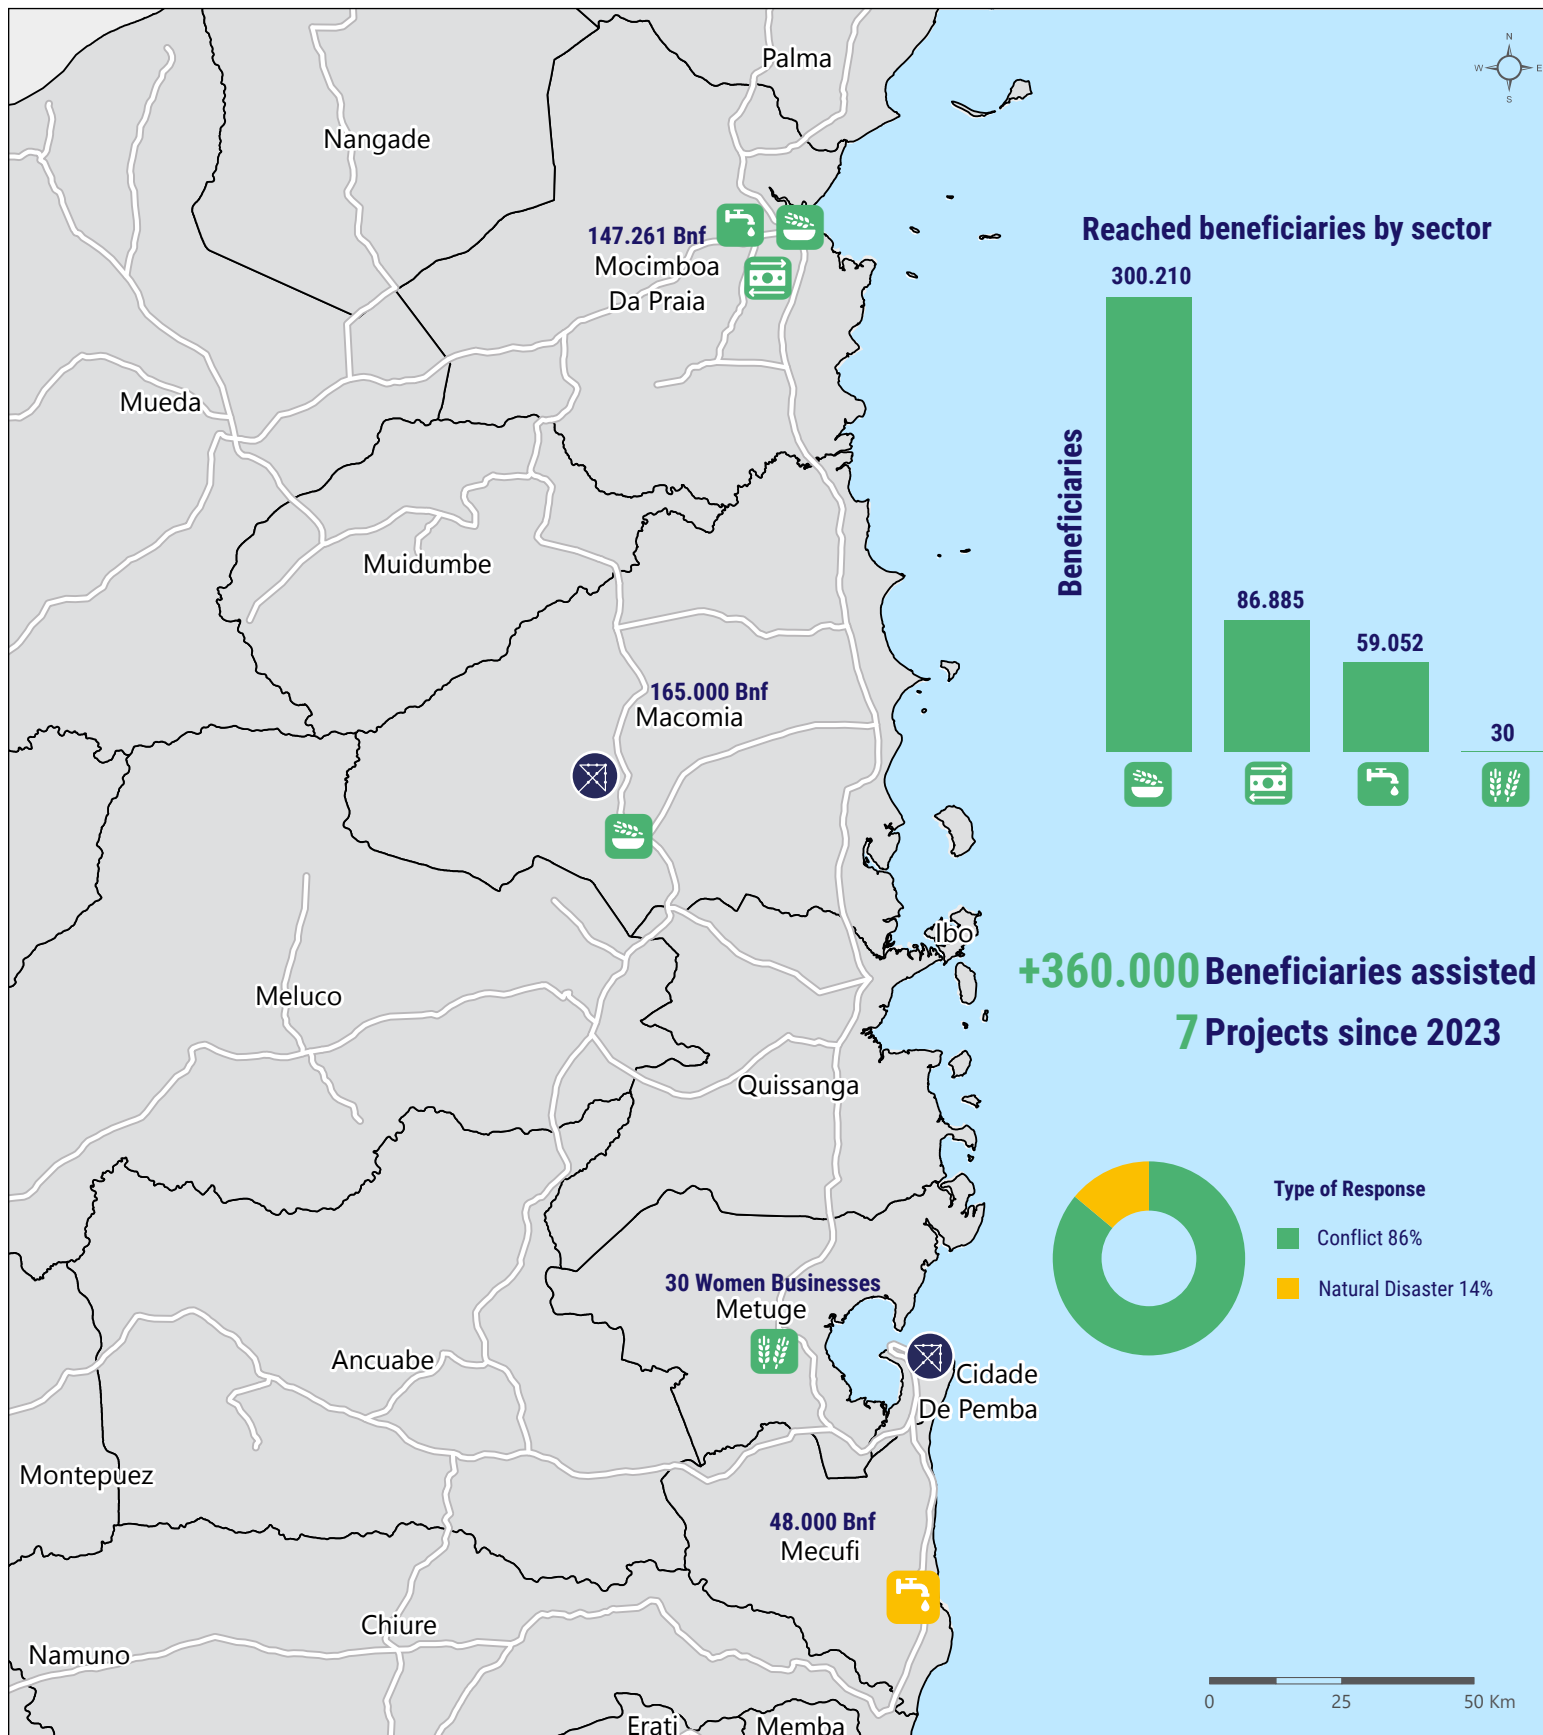 Palma
Nangade
147.261 Bnf
Mocimboa
Da Praia
Mueda
Muidumbe
165.000 Bnf
Macomia
Ibo
Meluco
Quissanga
30 Women Businesses
Metuge
Ancuabe
Cidade
De Pemba
Montepuez
48.000 Bnf
Mecufi
Chiure
Namuno
Erati
Memba
N
W
E
S
Reached beneficiaries by sector
300.210
86.885
59.052
30
Beneficiaries
+360.000 Beneficiaries assisted
7 Projects since 2023
Type of Response
Conflict 86%
Natural Disaster 14%
0 25 50 Km